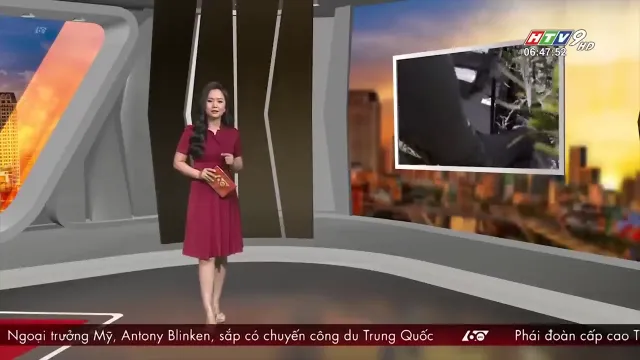 HTV9 HD
06:47:52
Ngoại trưởng Mỹ, Antony Blinken, sắp có chuyến công du Trung Quốc
60
Phái đoàn cấp cao T